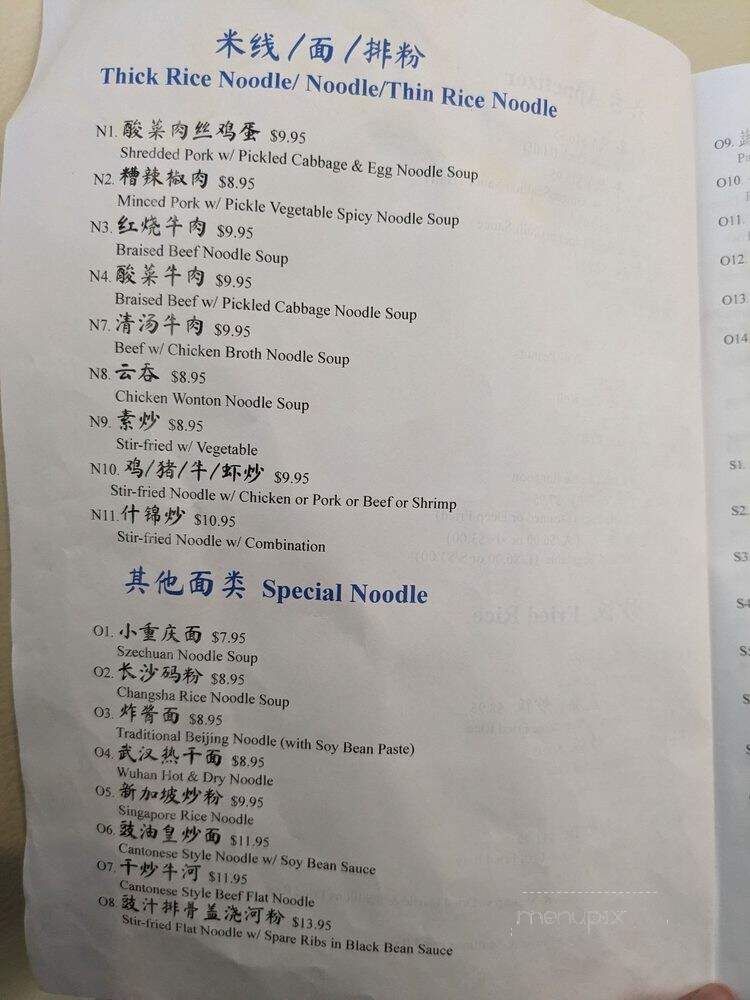 米线/面/排粉
Thick Rice Noodle/ Noodle/Thin Rice Noodle
N1. 酸菜肉丝鸡蛋 $9.95
Shredded Pork w/ Pickled Cabbage & Egg Noodle Soup
N2. 糟辣椒肉 $8.95
Minced Pork w/ Pickle Vegetable Spicy Noodle Soup
N3. 红烧牛肉 $9.95
Braised Beef Noodle Soup
N4. 酸菜牛肉 $9.95
Braised Beef w/ Pickled Cabbage Noodle Soup
N7. 清汤牛肉 $9.95
Beef w/ Chicken Broth Noodle Soup
N8. 云吞 $8.95
Chicken Wonton Noodle Soup
N9. 素炒 $8.95
Stir-fried w/ Vegetable
N10. 鸡/猪/牛/虾炒 $9.95
Stir-fried Noodle w/ Chicken or Pork or Beef or Shrimp
N11. 什锦炒 $10.95
Stir-fried Noodle w/ Combination
其他面类 Special Noodle
O1. 小重庆面 $7.95
Szechuan Noodle Soup
O2. 长沙码粉 $8.95
Changsha Rice Noodle Soup
O3. 炸酱面 $8.95
Traditional Beijing Noodle (with Soy Bean Paste)
O4. 武汉热干面 $8.95
Wuhan Hot & Dry Noodle
O5. 新加坡炒粉 $9.95
Singapore Rice Noodle
O6. 豉油皇炒面 $11.95
Cantonese Style Noodle w/ Soy Bean Sauce
O7. 干炒牛河 $11.95
Cantonese Style Beef Flat Noodle
O8. 豉汁排骨盖浇河粉 $13.95
Stir-fried Flat Noodle w/ Spare Ribs in Black Bean Sauce
O9.
O10.
O11.
O12.
O13.
O14.
S1.
S2.
S3
S4
menupix